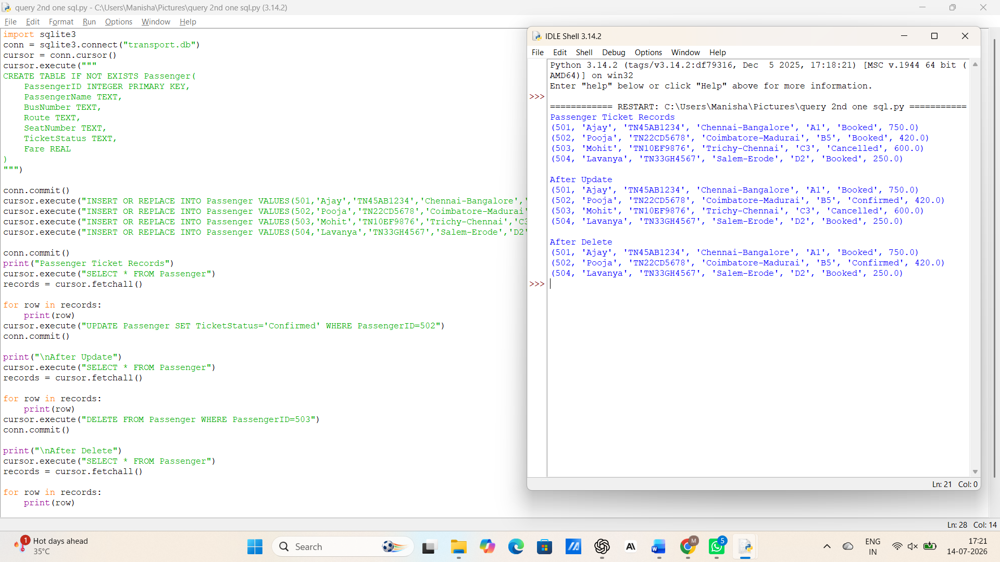 query 2nd one sql.py - C:\Users\Manisha\Pictures\query 2nd one sql.py (3.14.2)
File Edit Format Run Options Window Help
import sqlite3
conn = sqlite3.connect("transport.db")
cursor = conn.cursor()
cursor.execute("""
CREATE TABLE IF NOT EXISTS Passenger(
    PassengerID INTEGER PRIMARY KEY,
    PassengerName TEXT,
    BusNumber TEXT,
    Route TEXT,
    SeatNumber TEXT,
    TicketStatus TEXT,
    Fare REAL
)
""")
conn.commit()
cursor.execute("INSERT OR REPLACE INTO Passenger VALUES(501,'Ajay','TN45AB1234','Chennai-Bangalore','
cursor.execute("INSERT OR REPLACE INTO Passenger VALUES(502,'Pooja','TN22CD5678','Coimbatore-Madurai'
cursor.execute("INSERT OR REPLACE INTO Passenger VALUES(503,'Mohit','TN10EF9876','Trichy-Chennai','C3
cursor.execute("INSERT OR REPLACE INTO Passenger VALUES(504,'Lavanya','TN33GH4567','Salem-Erode','D2'
conn.commit()
print("Passenger Ticket Records")
cursor.execute("SELECT * FROM Passenger")
records = cursor.fetchall()
for row in records:
    print(row)
cursor.execute("UPDATE Passenger SET TicketStatus='Confirmed' WHERE PassengerID=502")
conn.commit()
print("\nAfter Update")
cursor.execute("SELECT * FROM Passenger")
records = cursor.fetchall()
for row in records:
    print(row)
cursor.execute("DELETE FROM Passenger WHERE PassengerID=503")
conn.commit()
print("\nAfter Delete")
cursor.execute("SELECT * FROM Passenger")
records = cursor.fetchall()
for row in records:
    print(row)
Ln: 28 Col: 14
IDLE Shell 3.14.2
File Edit Shell Debug Options Window Help
Python 3.14.2 (tags/v3.14.2:df79316, Dec  5 2025, 17:18:21) [MSC v.1944 64 bit (
AMD64)] on win32
Enter "help" below or click "Help" above for more information.
>>>
============ RESTART: C:\Users\Manisha\Pictures\query 2nd one sql.py ===========
Passenger Ticket Records
(501, 'Ajay', 'TN45AB1234', 'Chennai-Bangalore', 'A1', 'Booked', 750.0)
(502, 'Pooja', 'TN22CD5678', 'Coimbatore-Madurai', 'B5', 'Booked', 420.0)
(503, 'Mohit', 'TN10EF9876', 'Trichy-Chennai', 'C3', 'Cancelled', 600.0)
(504, 'Lavanya', 'TN33GH4567', 'Salem-Erode', 'D2', 'Booked', 250.0)
After Update
(501, 'Ajay', 'TN45AB1234', 'Chennai-Bangalore', 'A1', 'Booked', 750.0)
(502, 'Pooja', 'TN22CD5678', 'Coimbatore-Madurai', 'B5', 'Confirmed', 420.0)
(503, 'Mohit', 'TN10EF9876', 'Trichy-Chennai', 'C3', 'Cancelled', 600.0)
(504, 'Lavanya', 'TN33GH4567', 'Salem-Erode', 'D2', 'Booked', 250.0)
After Delete
(501, 'Ajay', 'TN45AB1234', 'Chennai-Bangalore', 'A1', 'Booked', 750.0)
(502, 'Pooja', 'TN22CD5678', 'Coimbatore-Madurai', 'B5', 'Confirmed', 420.0)
(504, 'Lavanya', 'TN33GH4567', 'Salem-Erode', 'D2', 'Booked', 250.0)
>>>
Ln: 21 Col: 0
1
Hot days ahead
35°C
Search
M
5
ENG
IN
17:21
14-07-2026